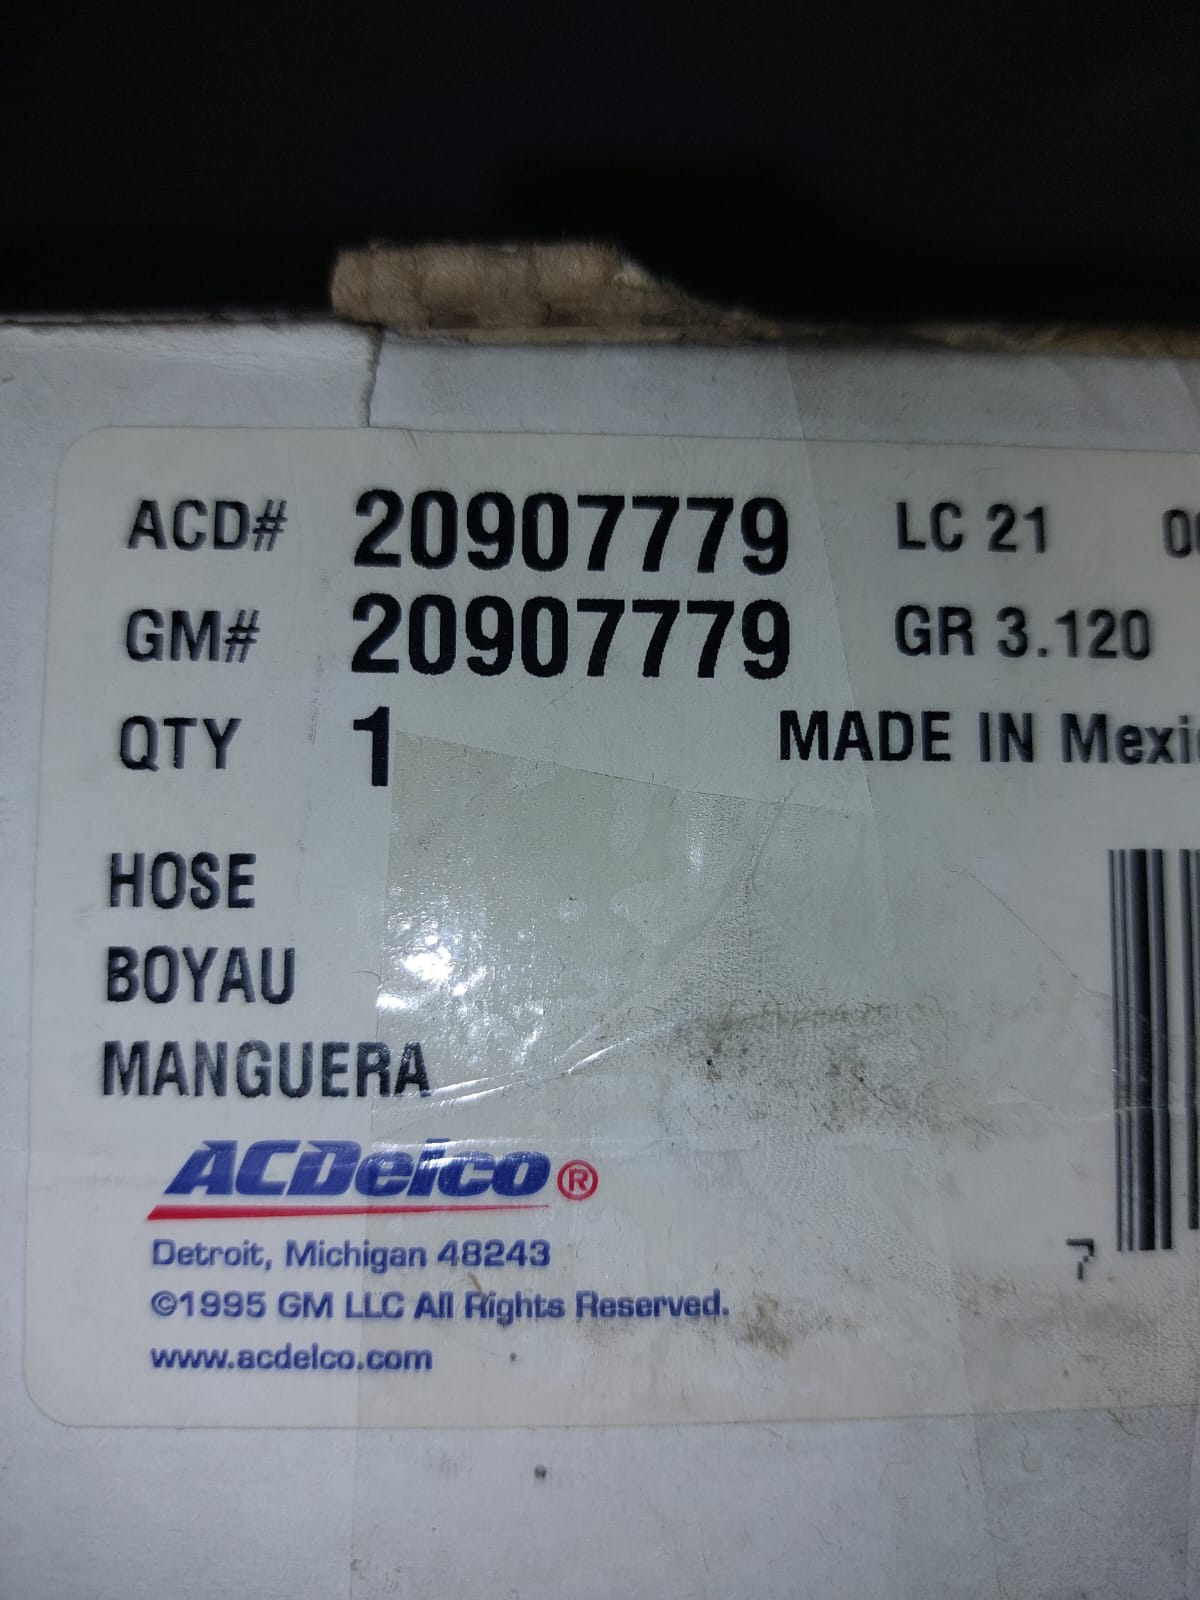 ACD# 20907779 LC 21
GM# 20907779 GR 3.120
QTY 1 MADE IN Mexi
HOSE
BOYAU
MANGUERA
ACDelco®
Detroit, Michigan 48243
©1995 GM LLC All Rights Reserved.
www.acdelco.com
7